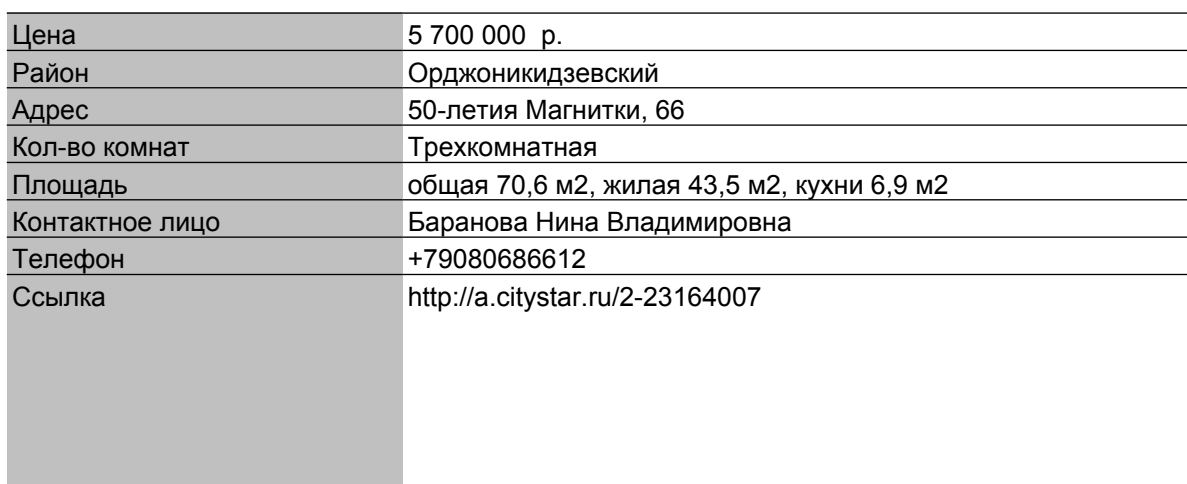 Цена 5 700 000 р.
Район Орджоникидзевский
Адрес 50-летия Магнитки, 66
Кол-во комнат Трехкомнатная
Площадь общая 70,6 м2, жилая 43,5 м2, кухни 6,9 м2
Контактное лицо Баранова Нина Владимировна
Телефон +79080686612
Ссылка http://a.citystar.ru/2-23164007